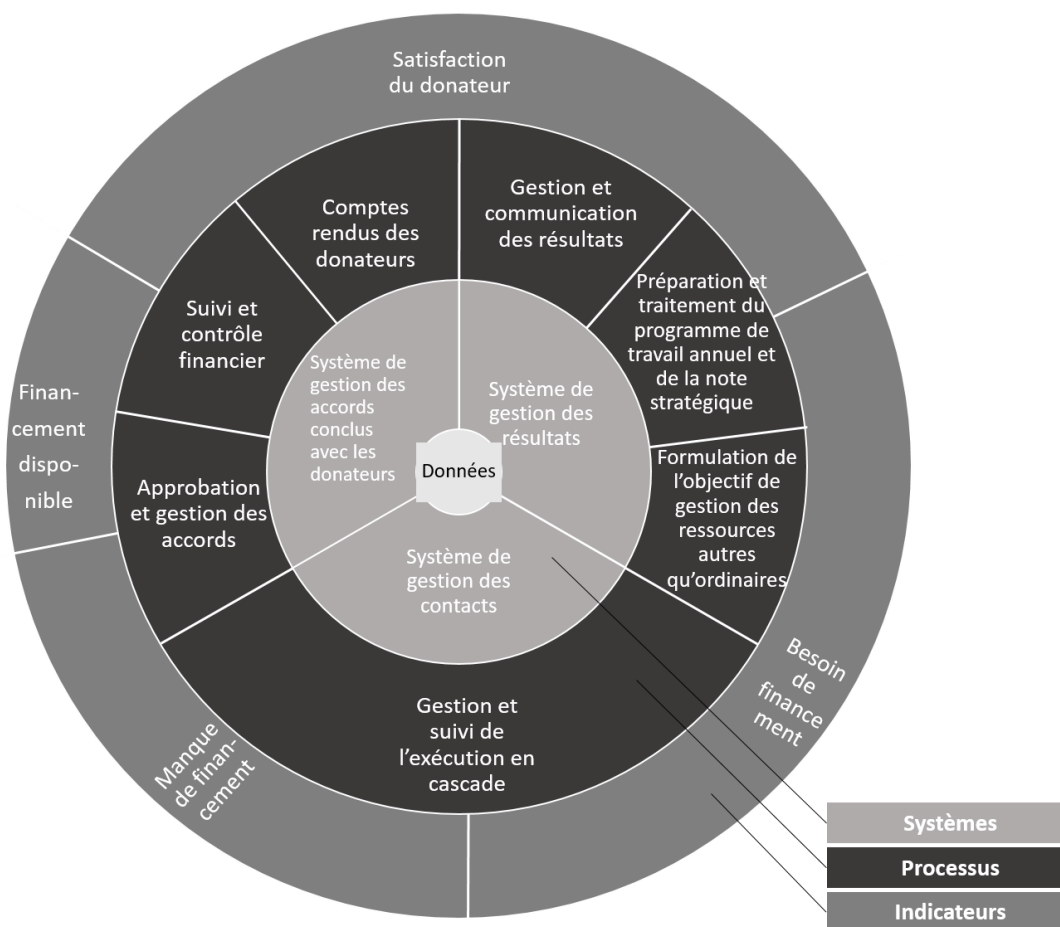 Satisfaction
du donateur
Gestion et
communication
des résultats
Comptes
rendus des
donateurs
Préparation et
traitement du
programme de
travail annuel et
de la note
stratégique
Suivi et
contrôle
financier
Système de
gestion des
accords
conclus
avec les
donateurs
Système de
gestion des
résultats
Finan-
cement
dispo-
nible
Données
Formulation de
l’objectif de
gestion des
ressources
autres
qu’ordinaires
Approbation
et gestion des
accords
Système de
gestion des
contacts
Besoin
de
finance
ment
Gestion et
suivi de
l’exécution en
cascade
Manque
de finan-
cement
Systèmes
Processus
Indicateurs